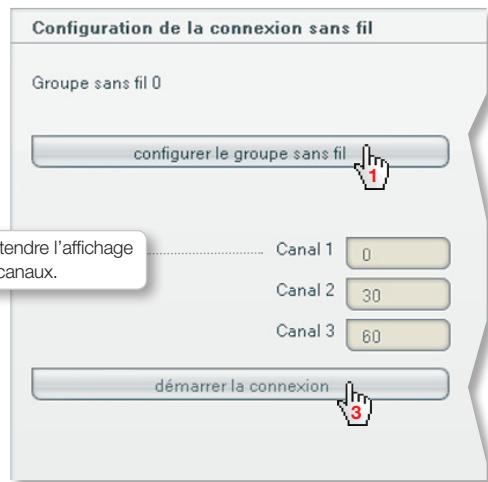 Configuration de la connexion sans fil
Groupe sans fil 0
configurer le groupe sans fil
1
tendre l'affichage
canaux.
Canal 1 0
Canal 2 30
Canal 3 60
démarrer la connexion
3